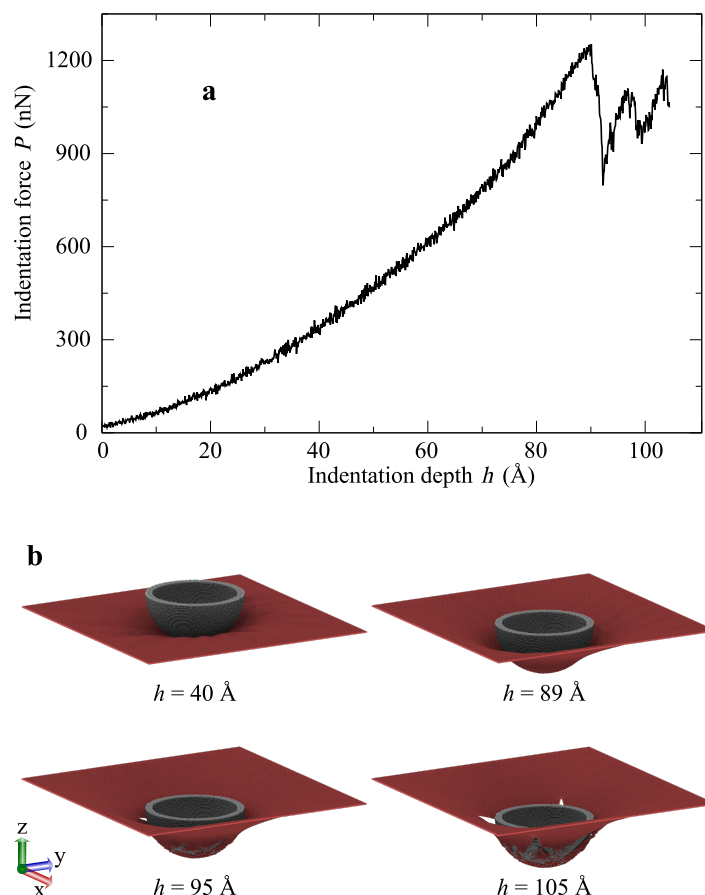 a
Indentation force P (nN)
1200
900
600
300
0
0 20 40 60 80 100
Indentation depth h (Å)
b
h = 40 Å h = 89 Å
h = 95 Å h = 105 Å
z
y
x